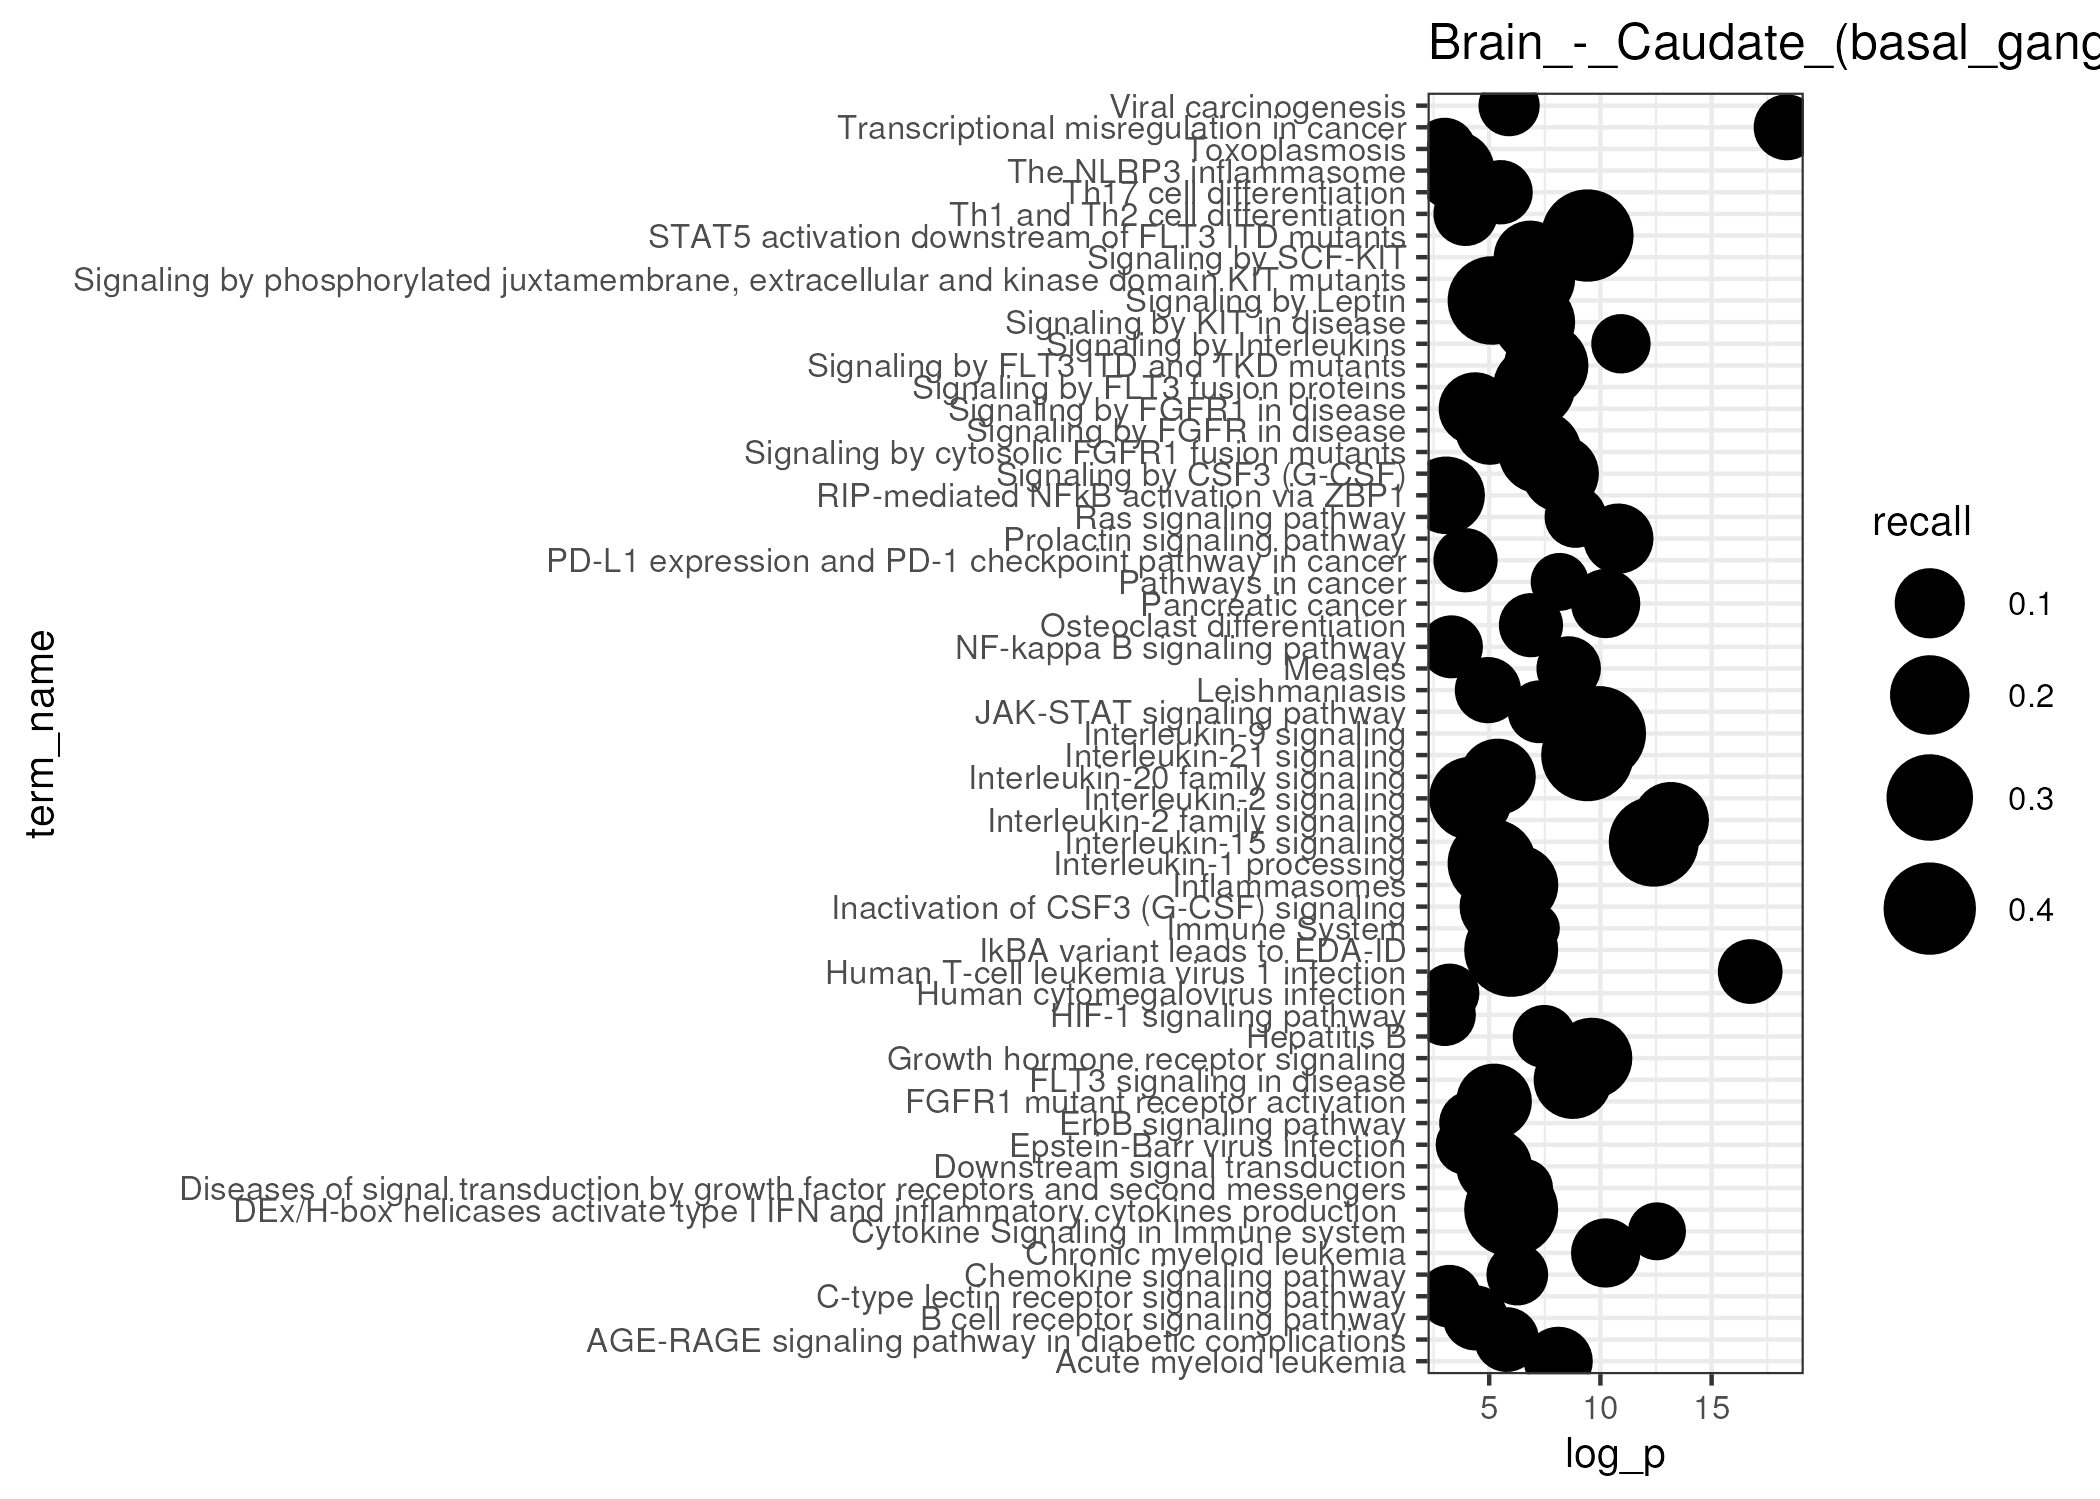 Brain_-_Caudate_(basal_gang
Viral carcinogenesis
Transcriptional misregulation in cancer
Toxoplasmosis
The NLRP3 inflammasome
Th17 cell differentiation
Th1 and Th2 cell differentiation
STAT5 activation downstream of FLT3 ITD mutants
Signaling by SCF-KIT
Signaling by phosphorylated juxtamembrane, extracellular and kinase domain KIT mutants
Signaling by Leptin
Signaling by KIT in disease
Signaling by Interleukins
Signaling by FLT3 ITD and TKD mutants
Signaling by FLT3 fusion proteins
Signaling by FGFR1 in disease
Signaling by FGFR in disease
Signaling by cytosolic FGFR1 fusion mutants
Signaling by CSF3 (G-CSF)
RIP-mediated NFkB activation via ZBP1
Ras signaling pathway
Prolactin signaling pathway
PD-L1 expression and PD-1 checkpoint pathway in cancer
Pathways in cancer
Pancreatic cancer
Osteoclast differentiation
NF-kappa B signaling pathway
Measles
Leishmaniasis
JAK-STAT signaling pathway
Interleukin-9 signaling
Interleukin-21 signaling
Interleukin-20 family signaling
Interleukin-2 signaling
Interleukin-2 family signaling
Interleukin-15 signaling
Interleukin-1 processing
Inflammasomes
Inactivation of CSF3 (G-CSF) signaling
Immune System
IkBA variant leads to EDA-ID
Human T-cell leukemia virus 1 infection
Human cytomegalovirus infection
HIF-1 signaling pathway
Hepatitis B
Growth hormone receptor signaling
FLT3 signaling in disease
FGFR1 mutant receptor activation
ErbB signaling pathway
Epstein-Barr virus infection
Downstream signal transduction
Diseases of signal transduction by growth factor receptors and second messengers
DEx/H-box helicases activate type I IFN and inflammatory cytokines production
Cytokine Signaling in Immune system
Chronic myeloid leukemia
Chemokine signaling pathway
C-type lectin receptor signaling pathway
B cell receptor signaling pathway
AGE-RAGE signaling pathway in diabetic complications
Acute myeloid leukemia
term_name
5 10 15
log_p
recall
0.1
0.2
0.3
0.4